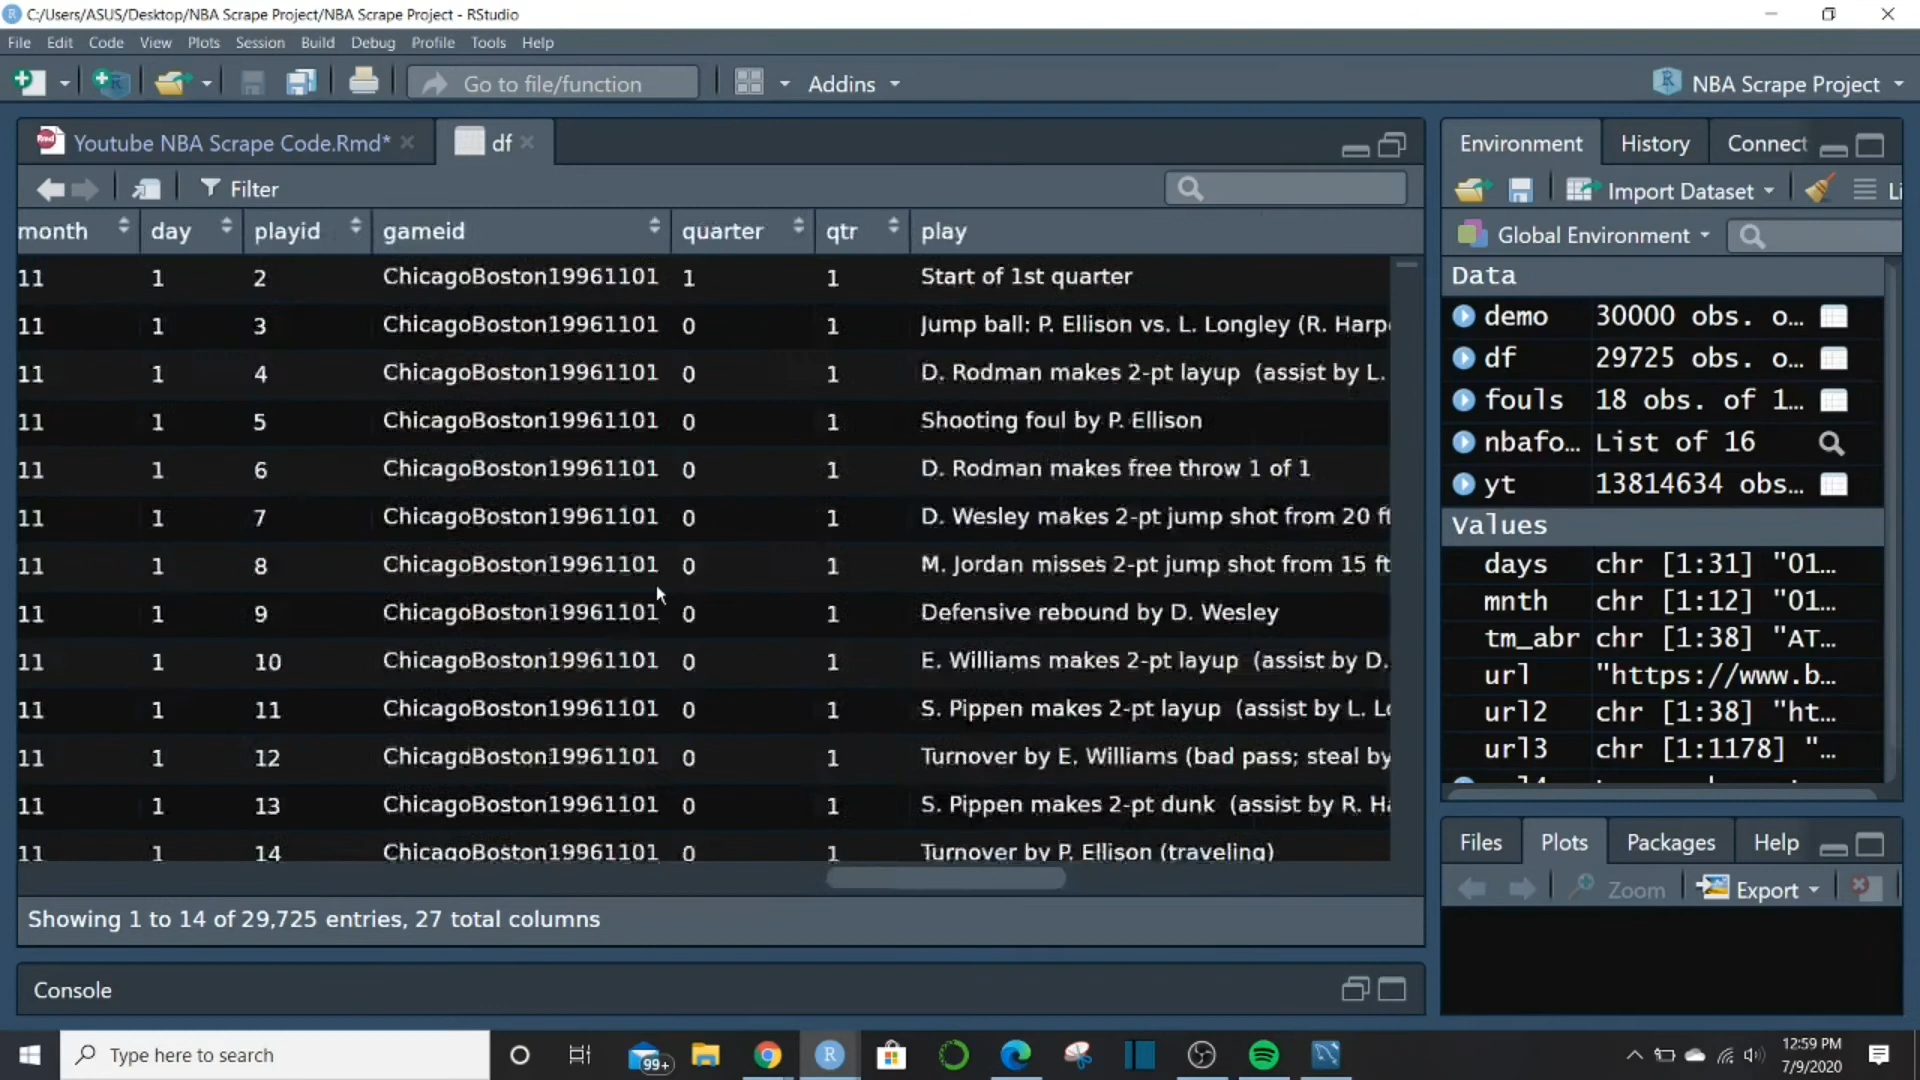 C:/Users/ASUS/Desktop/NBA Scrape Project/NBA Scrape Project - RStudio
File Edit Code View Plots Session Build Debug Profile Tools Help
Go to file/function Addins NBA Scrape Project
Youtube NBA Scrape Code.Rmd* df
Filter
month day playid gameid quarter qtr play
11 1 2 ChicagoBoston19961101 1 1 Start of 1st quarter
11 1 3 ChicagoBoston19961101 0 1 Jump ball: P. Ellison vs. L. Longley (R. Harp
11 1 4 ChicagoBoston19961101 0 1 D. Rodman makes 2-pt layup (assist by L.
11 1 5 ChicagoBoston19961101 0 1 Shooting foul by P. Ellison
11 1 6 ChicagoBoston19961101 0 1 D. Rodman makes free throw 1 of 1
11 1 7 ChicagoBoston19961101 0 1 D. Wesley makes 2-pt jump shot from 20 ft
11 1 8 ChicagoBoston19961101 0 1 M. Jordan misses 2-pt jump shot from 15 ft
11 1 9 ChicagoBoston19961101 0 1 Defensive rebound by D. Wesley
11 1 10 ChicagoBoston19961101 0 1 E. Williams makes 2-pt layup (assist by D.
11 1 11 ChicagoBoston19961101 0 1 S. Pippen makes 2-pt layup (assist by L. Lo
11 1 12 ChicagoBoston19961101 0 1 Turnover by E. Williams (bad pass; steal by
11 1 13 ChicagoBoston19961101 0 1 S. Pippen makes 2-pt dunk (assist by R. Ha
11 1 14 ChicagoBoston19961101 0 1 Turnover by P. Ellison (traveling)
Showing 1 to 14 of 29,725 entries, 27 total columns
Console
Environment History Connect
Import Dataset Li
Global Environment
Data
demo 30000 obs. o...
df 29725 obs. o...
fouls 18 obs. of 1...
nbafo... List of 16
yt 13814634 obs...
Values
days chr [1:31] "01...
mnth chr [1:12] "01...
tm_abr chr [1:38] "AT...
url "https://www.b...
url2 chr [1:38] "ht...
url3 chr [1:1178] "...
Files Plots Packages Help
Zoom Export
Type here to search
99+
12:59 PM
7/9/2020